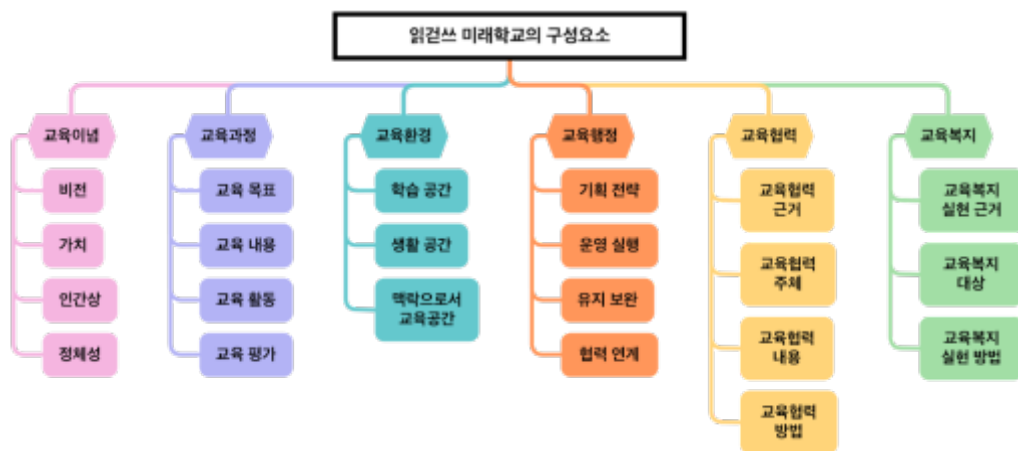 읽걷쓰 미래학교의 구성요소
교육이념
비전
가치
인간상
정체성
교육과정
교육 목표
교육 내용
교육 활동
교육 평가
교육환경
학습 공간
생활 공간
맥락으로서
교육공간
교육행정
기획 전략
운영 실행
유지 보완
협력 연계
교육협력
교육협력
근거
교육협력
주체
교육협력
내용
교육협력
방법
교육복지
교육복지
실현 근거
교육복지
대상
교육복지
실현 방법